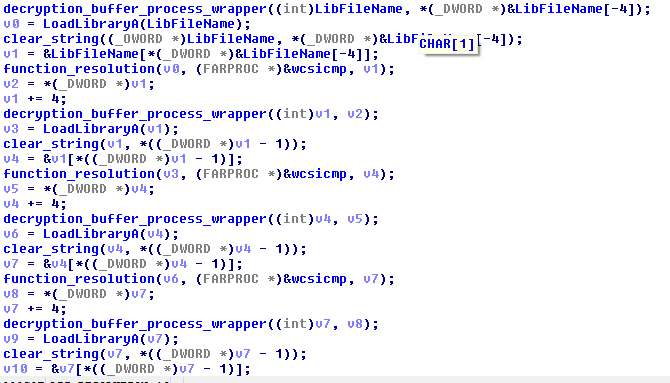 decryption_buffer_process_wrapper((int)LibFileName, *(_DWORD *)&LibFileName[-4]);
v0 = LoadLibraryA(LibFileName);
clear_string((_DWORD *)LibFileName, *(_DWORD *)&LibF [-4]);
CHAR[1]
v1 = &LibFileName[*(_DWORD *)&LibFileName[-4]];
function_resolution(v0, (FARPROC *)&wcsicmp, v1);
v2 = *(_DWORD *)v1;
v1 += 4;
decryption_buffer_process_wrapper((int)v1, v2);
v3 = LoadLibraryA(v1);
clear_string(v1, *((_DWORD *)v1 - 1));
v4 = &v1[*((_DWORD *)v1 - 1)];
function_resolution(v3, (FARPROC *)&wcsicmp, v4);
v5 = *(_DWORD *)v4;
v4 += 4;
decryption_buffer_process_wrapper((int)v4, v5);
v6 = LoadLibraryA(v4);
clear_string(v4, *((_DWORD *)v4 - 1));
v7 = &v4[*((_DWORD *)v4 - 1)];
function_resolution(v6, (FARPROC *)&wcsicmp, v7);
v8 = *(_DWORD *)v7;
v7 += 4;
decryption_buffer_process_wrapper((int)v7, v8);
v9 = LoadLibraryA(v7);
clear_string(v7, *((_DWORD *)v7 - 1));
v10 = &v7[*((_DWORD *)v7 - 1)];